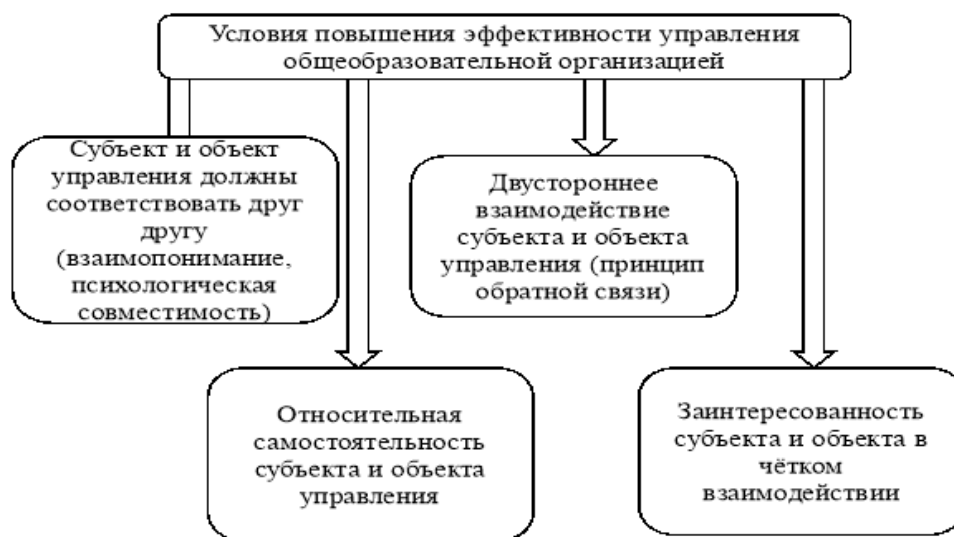 Условия повышения эффективности управления
общеобразовательной организацией
Субъект и объект
управления должны
соответствовать друг
другу
(взаимопонимание,
психологическая
совместимость)
Двустороннее
взаимодействие
субъекта и объекта
управления (принцип
обратной связи)
Относительная
самостоятельность
субъекта и объекта
управления
Заинтересованность
субъекта и объекта в
чётком
взаимодействии